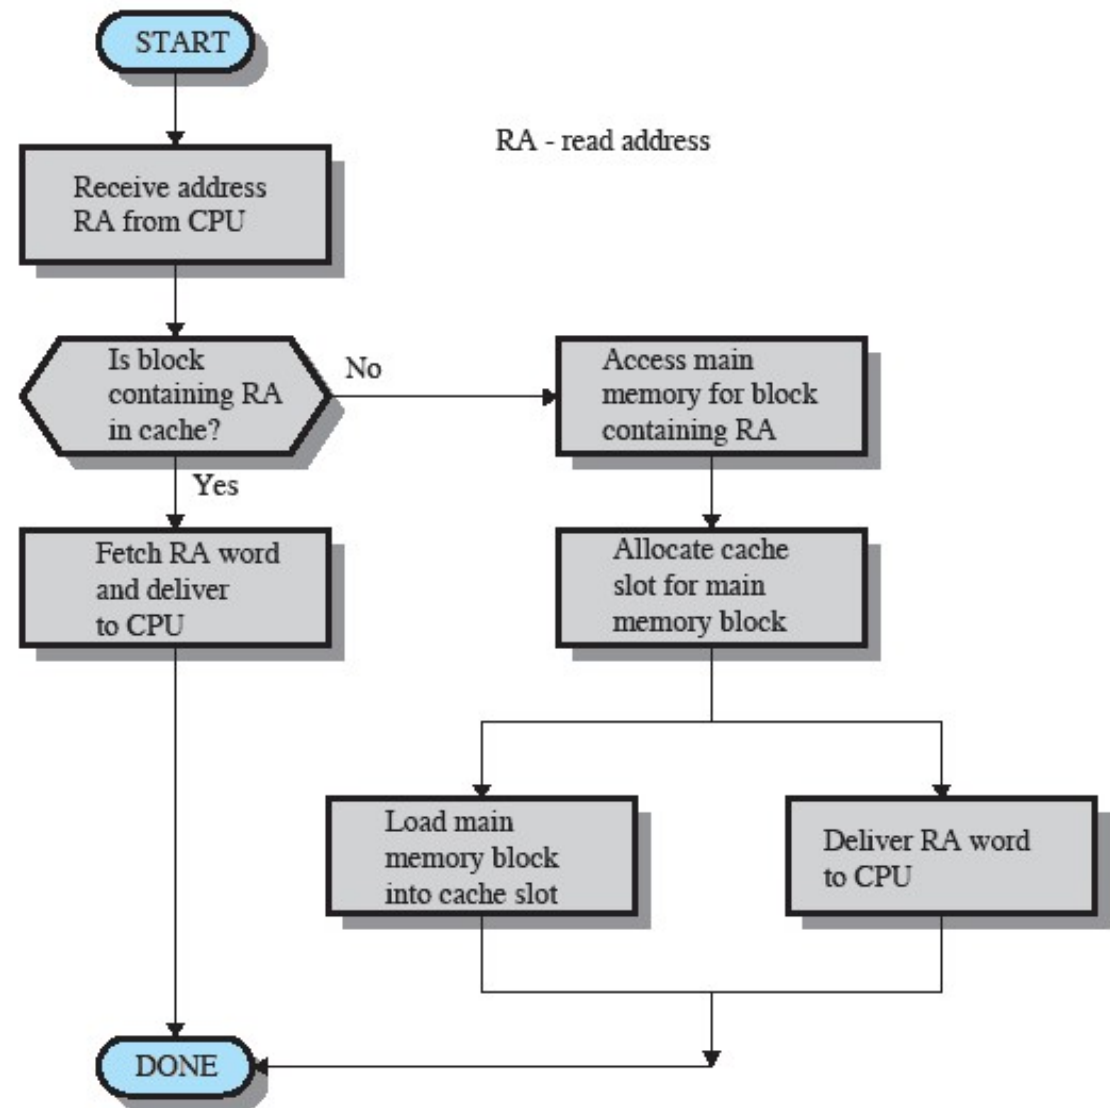 START
RA - read address
Receive address
RA from CPU
Is block
containing RA
in cache?
No
Yes
Access main
memory for block
containing RA
Fetch RA word
and deliver
to CPU
Allocate cache
slot for main
memory block
Load main
memory block
into cache slot
Deliver RA word
to CPU
DONE